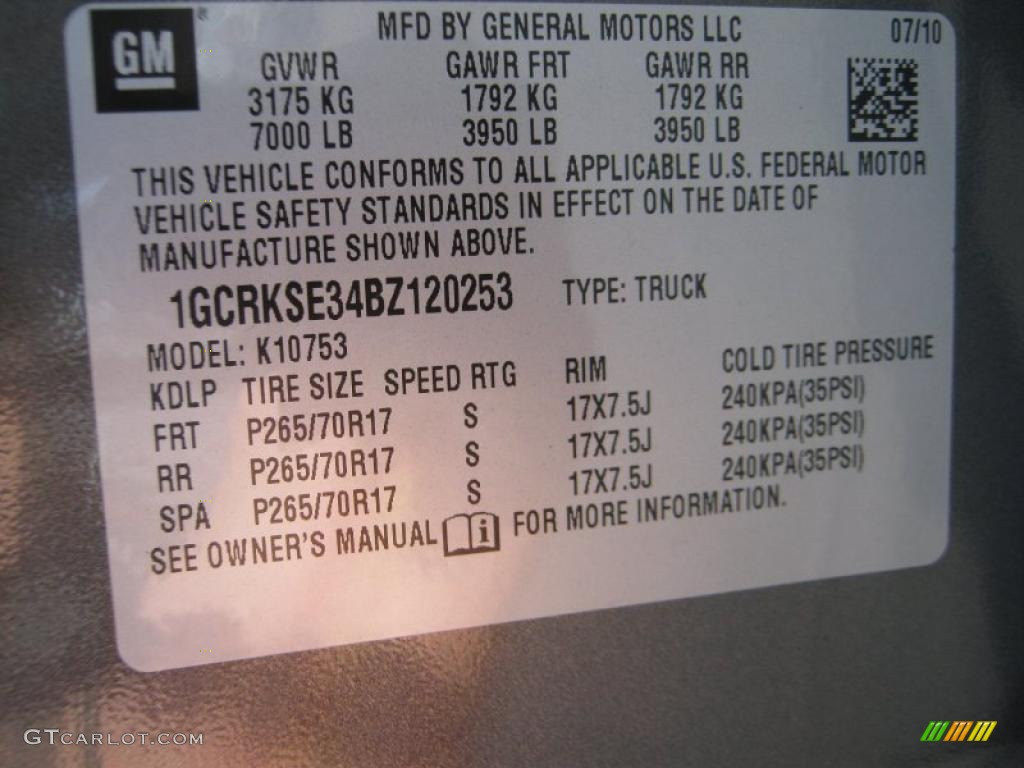 GM ®
MFD BY GENERAL MOTORS LLC 07/10
GVWR GAWR FRT GAWR RR
3175 KG 1792 KG 1792 KG
7000 LB 3950 LB 3950 LB
THIS VEHICLE CONFORMS TO ALL APPLICABLE U.S. FEDERAL MOTOR
VEHICLE SAFETY STANDARDS IN EFFECT ON THE DATE OF
MANUFACTURE SHOWN ABOVE.
1GCRKSE34BZ120253 TYPE: TRUCK
MODEL: K10753
KDLP TIRE SIZE SPEED RTG RIM COLD TIRE PRESSURE
FRT P265/70R17 S 17X7.5J 240KPA(35PSI)
RR P265/70R17 S 17X7.5J 240KPA(35PSI)
SPA P265/70R17 S 17X7.5J 240KPA(35PSI)
SEE OWNER'S MANUAL i FOR MORE INFORMATION.
GTCARLOT.COM